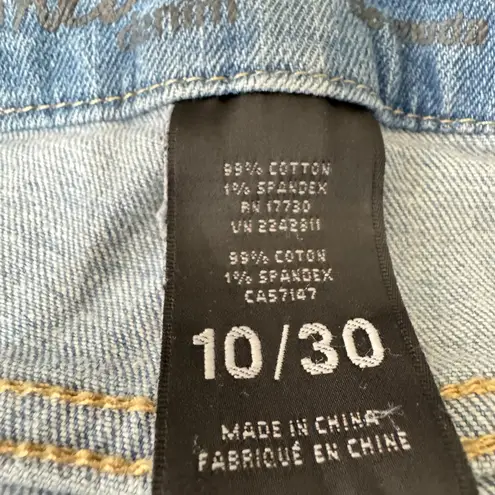 99% COTTON
1% SPANDEX
RN 17730
VN 2242811
99% COTON
1% SPANDEX
CA57147
10/30
MADE IN CHINA
FABRIQUÉ EN CHINE